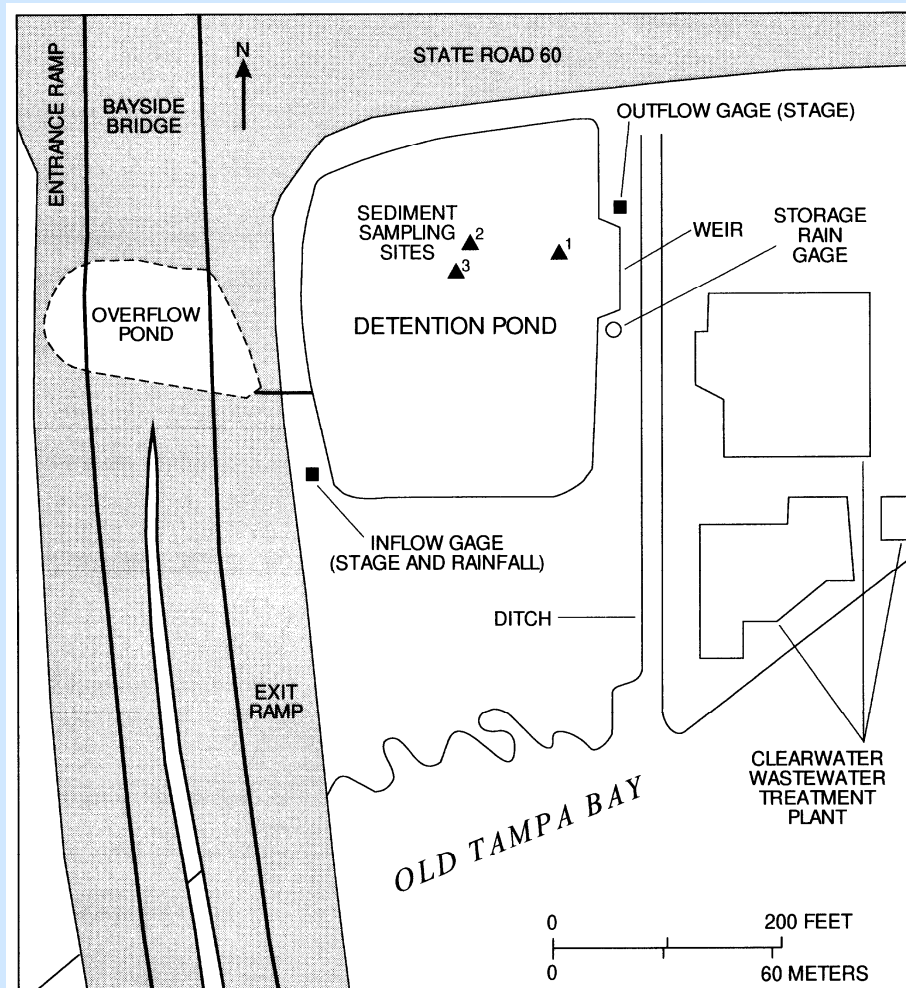 STATE ROAD 60
N
ENTRANCE RAMP
BAYSIDE
BRIDGE
OUTFLOW GAGE (STAGE)
SEDIMENT
SAMPLING
SITES
2
1
3
WEIR
STORAGE
RAIN
GAGE
OVERFLOW
POND
DETENTION POND
INFLOW GAGE
(STAGE AND RAINFALL)
DITCH
EXIT
RAMP
CLEARWATER
WASTEWATER
TREATMENT
PLANT
OLD TAMPA BAY
0 200 FEET
0 60 METERS